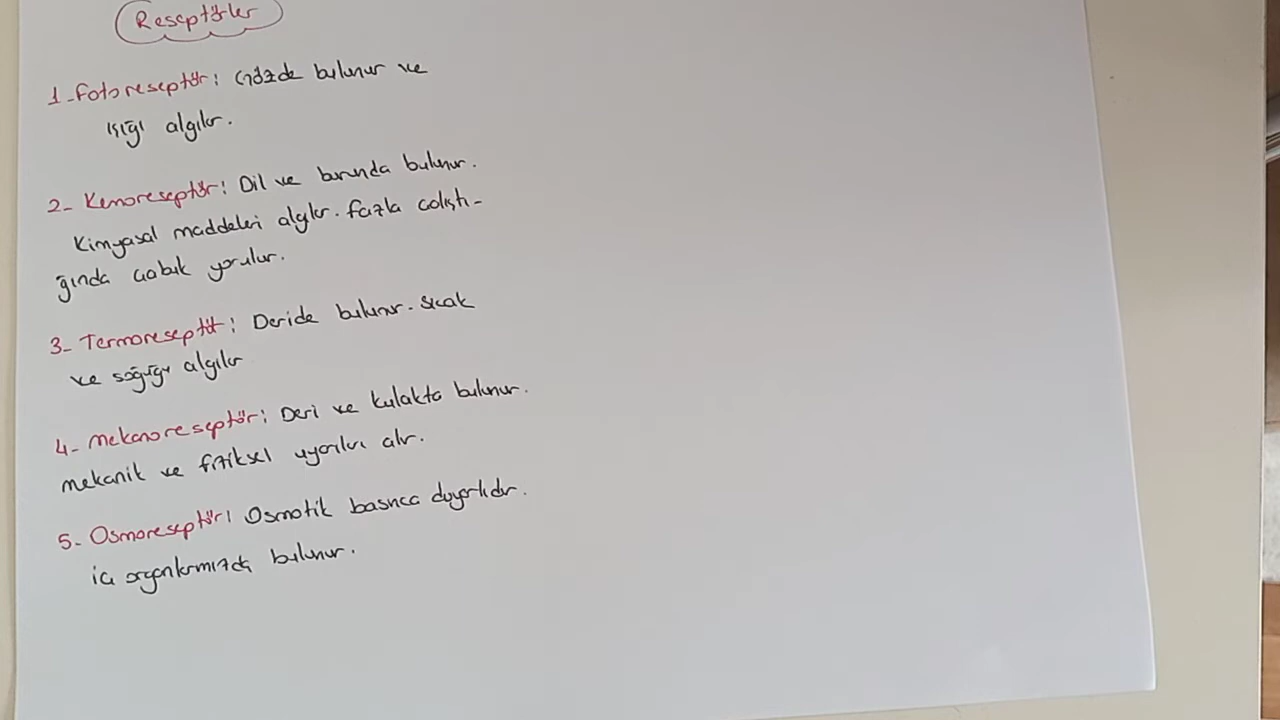 Reseptörler
1-Fotoreseptör: Gözde bulunur ve
ışığı algılar.
2- Kemoreseptör: Dil ve burunda bulunur.
Kimyasal maddeleri algılar. fazla çalıştı-
ğında çabuk yorulur.
3- Termoreseptör: Deride bulunur. sıcak
ve soğuğu algılar
4- Mekanoreseptör: Deri ve kulakta bulunur.
mekanik ve fiziksel uyarıları alır.
5- Osmoreseptör: Osmotik basınca duyarlıdır.
iç organlarımızda bulunur.